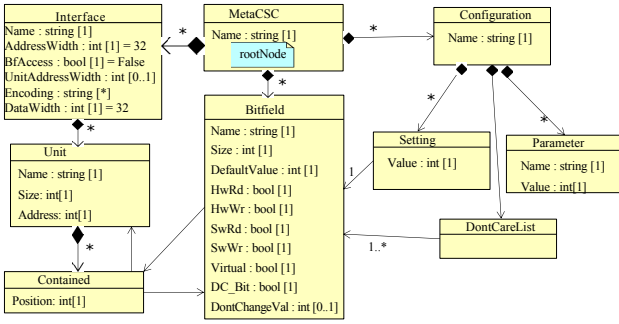 Interface
Name : string [1]
AddressWidth : int [1] = 32
BfAccess : bool [1] = False
UnitAddressWidth : int [0..1]
Encoding : string [*]
DataWidth : int [1] = 32
*
MetaCSC
Name : string [1]
rootNode
*
Configuration
Name : string [1]
*
*
Unit
Name : string [1]
Size: int[1]
Address: int[1]
*
Bitfield
Name : string [1]
Size : int [1]
DefaultValue : int [1]
HwRd : bool [1]
HwWr : bool [1]
SwRd : bool [1]
SwWr : bool [1]
Virtual : bool [1]
DC_Bit : bool [1]
DontChangeVal : int [0..1]
*
Setting
Value : int [1]
1
*
Parameter
Name : string [1]
Value : int[1]
DontCareList
1..*
*
Contained
Position: int[1]